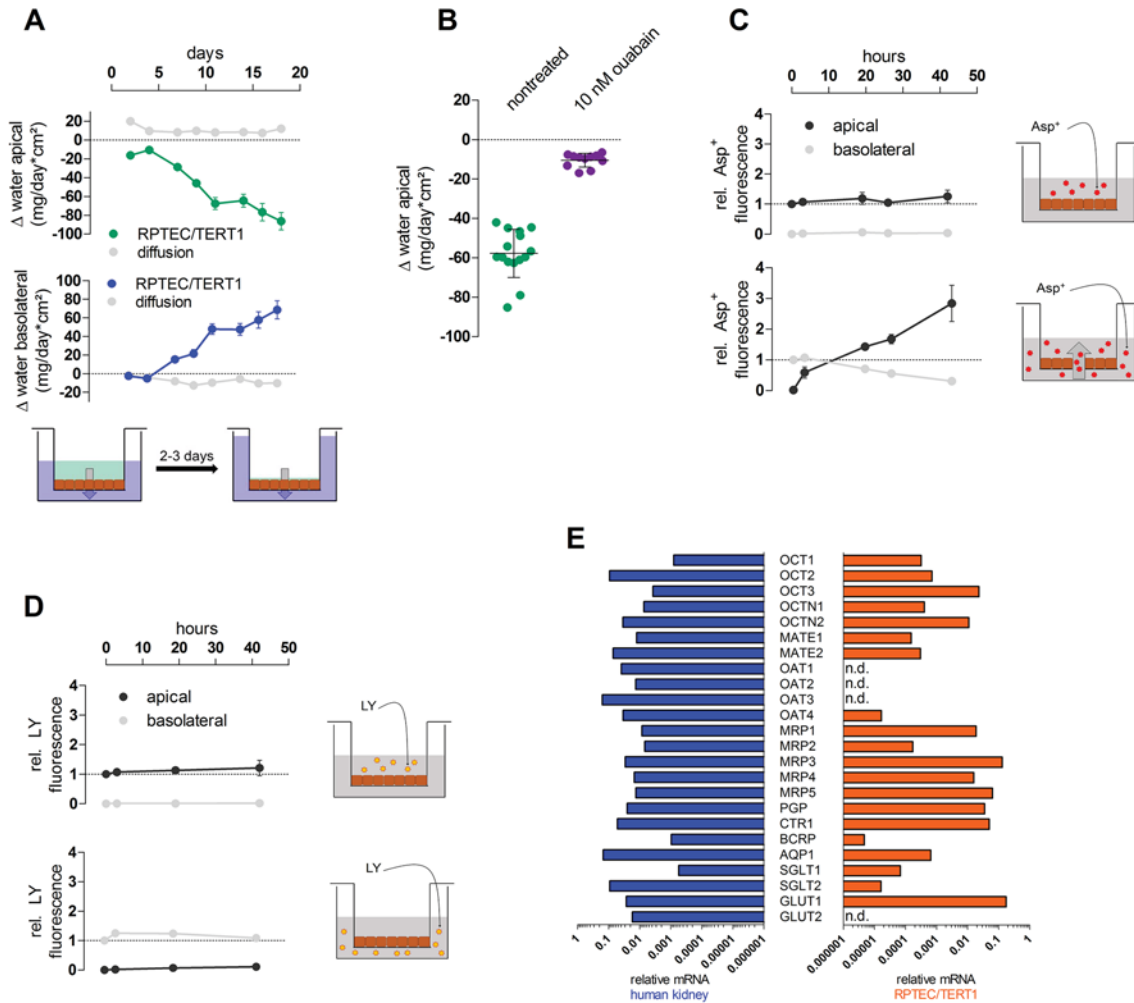 A
days
0 5 10 15 20
Δ water apical
(mg/day*cm²)
20
0
-20
-40
-60
-80
-100
RPTEC/TERT1
diffusion
Δ water basolateral
(mg/day*cm²)
100
80
60
40
20
0
-20
RPTEC/TERT1
diffusion
2-3 days
B
nontreated
10 nM ouabain
Δ water apical
(mg/day*cm²)
20
0
-20
-40
-60
-80
-100
C
hours
0 10 20 30 40 50
rel. Asp⁺
fluorescence
4
3
2
1
0
apical
basolateral
Asp⁺
rel. Asp⁺
fluorescence
4
3
2
1
0
Asp⁺
D
hours
0 10 20 30 40 50
rel. LY
fluorescence
4
3
2
1
0
apical
basolateral
LY
rel. LY
fluorescence
4
3
2
1
0
LY
E
OCT1
OCT2
OCT3
OCTN1
OCTN2
MATE1
MATE2
OAT1 n.d.
OAT2 n.d.
OAT3 n.d.
OAT4
MRP1
MRP2
MRP3
MRP4
MRP5
PGP
CTR1
BCRP
AQP1
SGLT1
SGLT2
GLUT1
GLUT2 n.d.
1 0.1 0.01 0.001 0.0001 0.00001 0.000001
relative mRNA
human kidney
0.000001 0.00001 0.0001 0.001 0.01 0.1 1
relative mRNA
RPTEC/TERT1